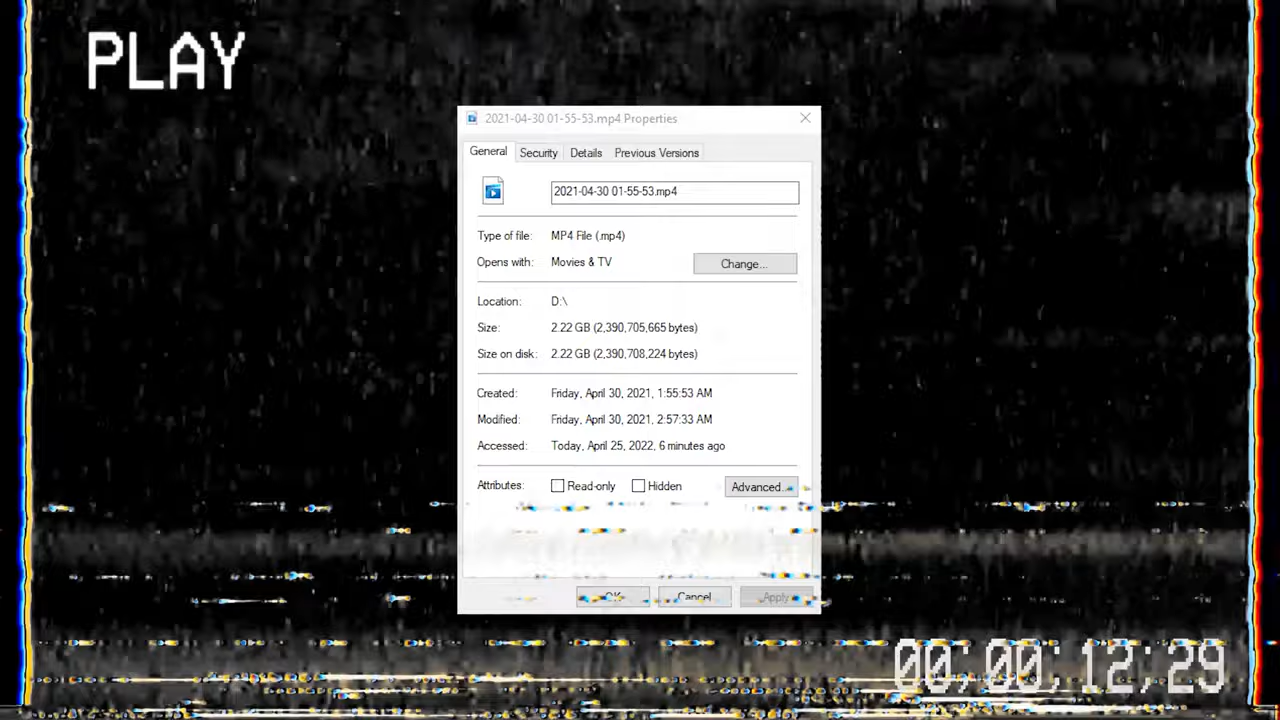 PLAY
2021-04-30 01-55-53.mp4 Properties
General Security Details Previous Versions
2021-04-30 01-55-53.mp4
Type of file: MP4 File (.mp4)
Opens with: Movies & TV Change...
Location: D:\
Size: 2.22 GB (2,390,705,665 bytes)
Size on disk: 2.22 GB (2,390,708,224 bytes)
Created: Friday, April 30, 2021, 1:55:53 AM
Modified: Friday, April 30, 2021, 2:57:33 AM
Accessed: Today, April 25, 2022, 6 minutes ago
Attributes: Read-only Hidden Advanced...
OK Cancel Apply
00;00;12;29